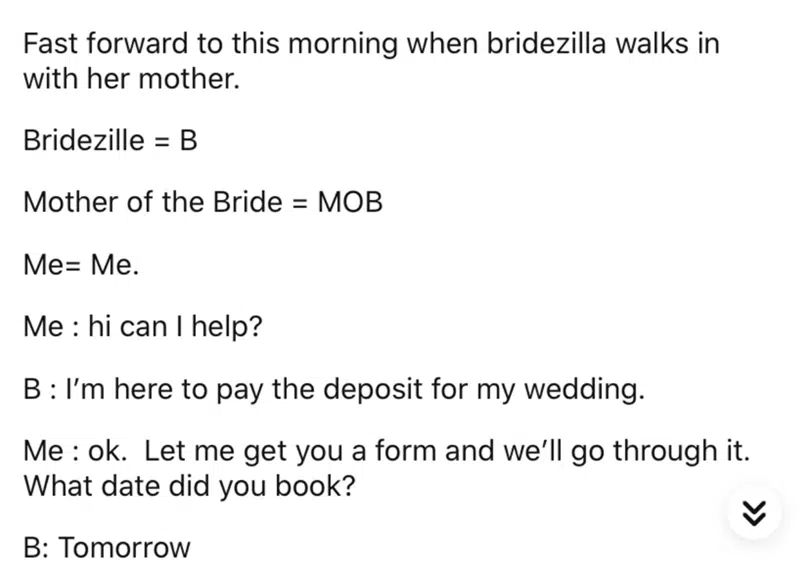 Fast forward to this morning when bridezilla walks in
with her mother.
Bridezille = B
Mother of the Bride = MOB
Me= Me.
Me : hi can I help?
B : I’m here to pay the deposit for my wedding.
Me : ok.  Let me get you a form and we’ll go through it.
What date did you book?
B: Tomorrow